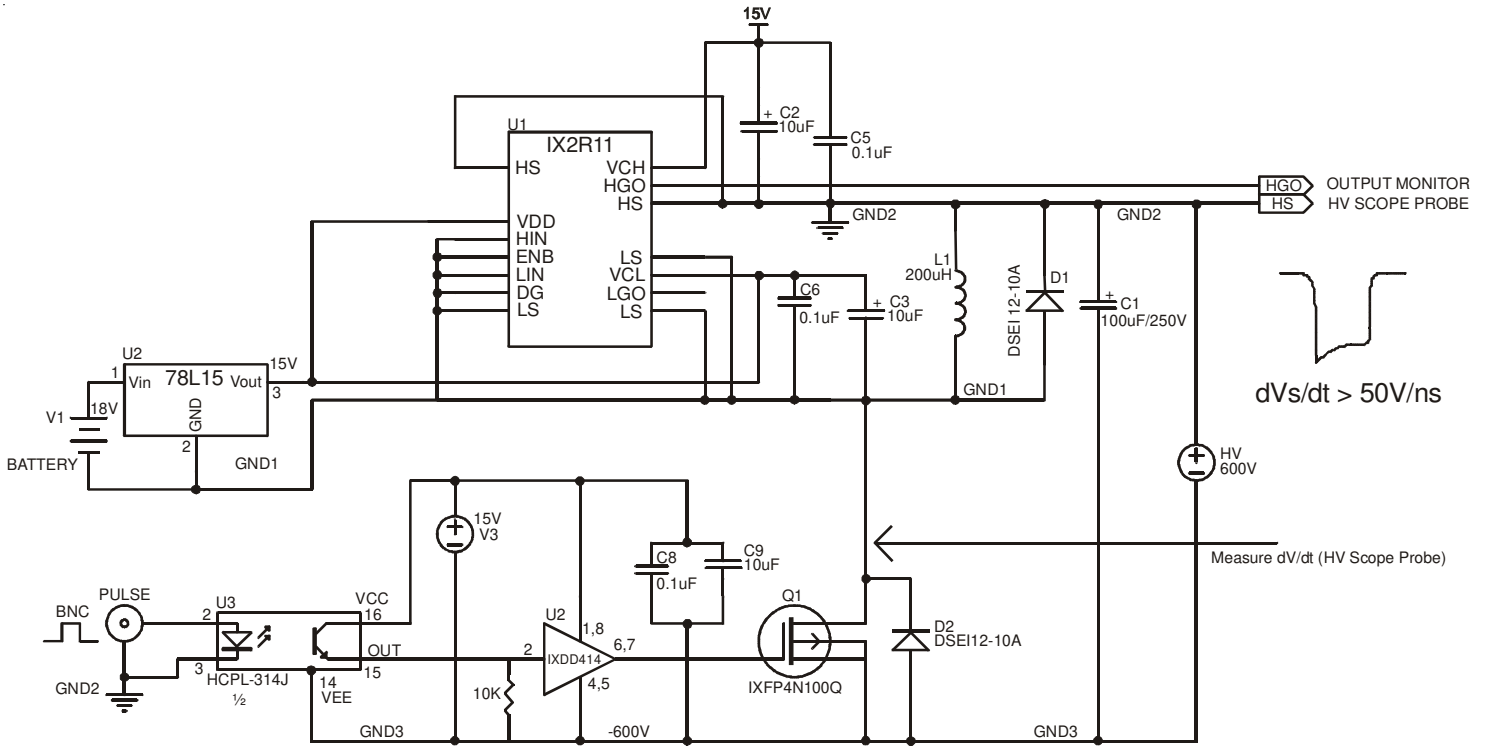 15V
C2
+
10uF
C5
0.1uF
U1
IX2R11
HS
VCH
HGO
HS
VDD
HIN
ENB
LIN
DG
LS
LS
VCL
LGO
LS
HGO OUTPUT MONITOR
HS HV SCOPE PROBE
GND2
GND2
L1
200uH
DSEI 12-10A
D1
+
C1
100uF/250V
C6
0.1uF
+
C3
10uF
GND1
dVs/dt > 50V/ns
U2
1
Vin
78L15
Vout
15V
3
GND
2
V1
18V
BATTERY
GND1
HV
600V
15V
V3
C8
0.1uF
C9
10uF
Measure dV/dt (HV Scope Probe)
PULSE
BNC
U3
2
3
VCC
16
OUT
15
HCPL-314J
½
14
VEE
GND2
10K
U2
2
IXDD414
1,8
6,7
4,5
Q1
IXFP4N100Q
D2
DSEI12-10A
GND3
-600V
GND3